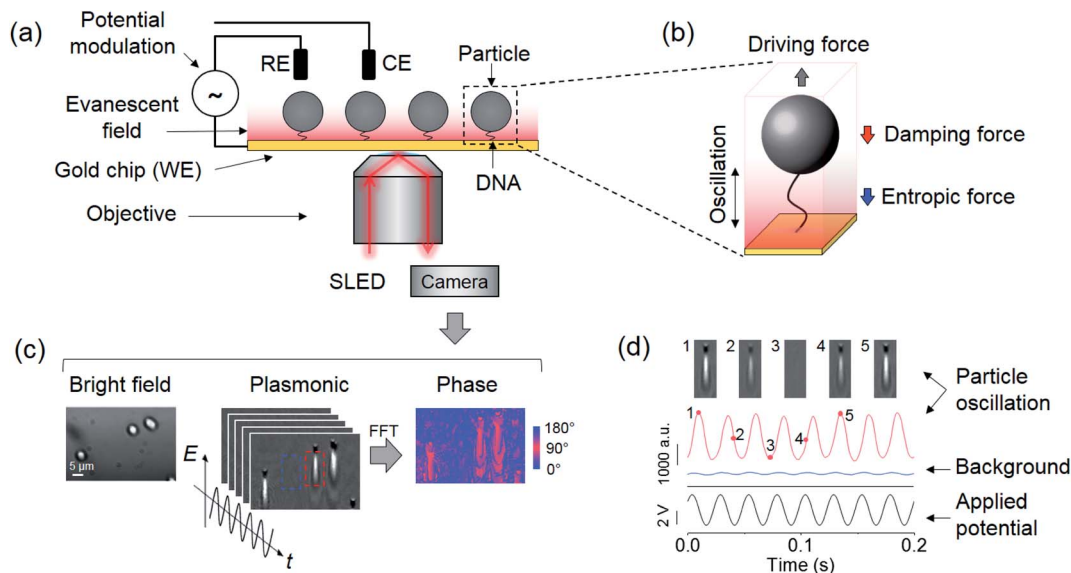 (a)
Potential
modulation
RE
CE
Particle
~
Evanescent
field
Gold chip (WE)
DNA
Objective
SLED
Camera
(b)
Driving force
Damping force
Oscillation
Entropic force
(c)
Bright field
Plasmonic
Phase
5 µm
E
t
FFT
180°
90°
0°
(d)
1
2
3
4
5
Particle
oscillation
1
2
3
4
5
1000 a.u.
Background
2 V
Applied
potential
0.0
0.1
0.2
Time (s)